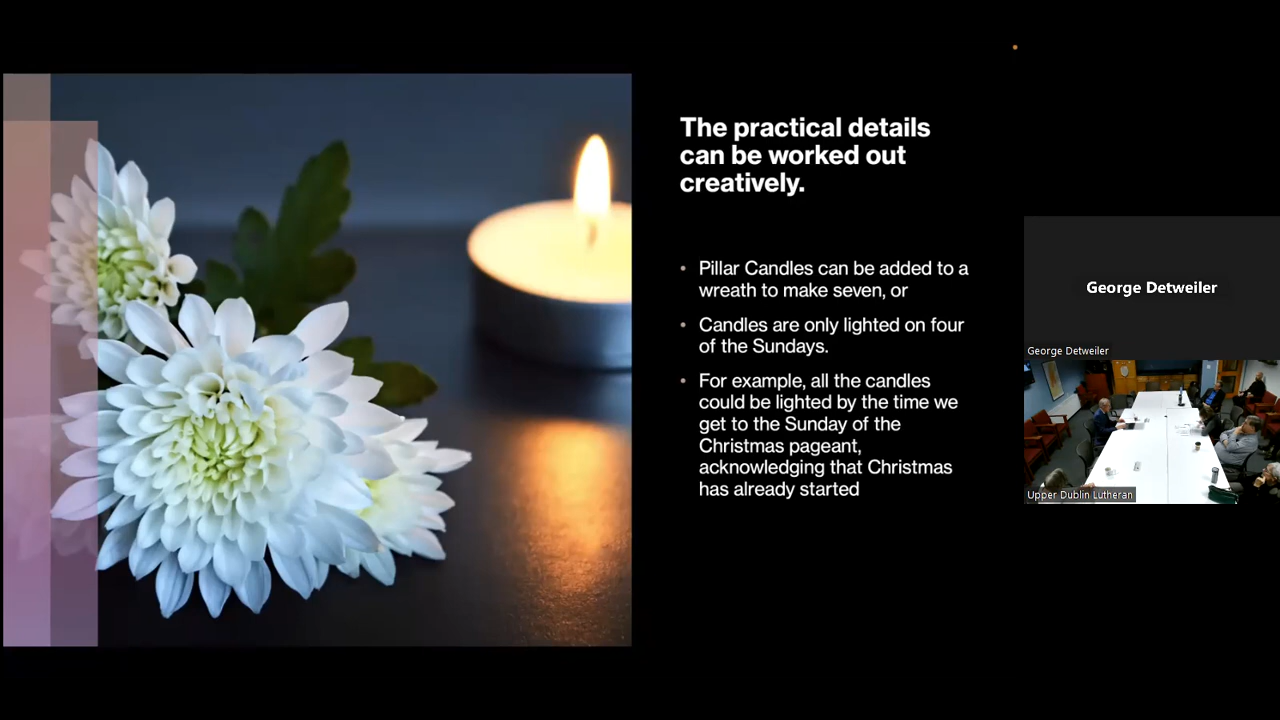 The practical details
can be worked out
creatively.
• Pillar Candles can be added to a
wreath to make seven, or
• Candles are only lighted on four
of the Sundays.
• For example, all the candles
could be lighted by the time we
get to the Sunday of the
Christmas pageant,
acknowledging that Christmas
has already started
George Detweiler
George Detweiler
Upper Dublin Lutheran